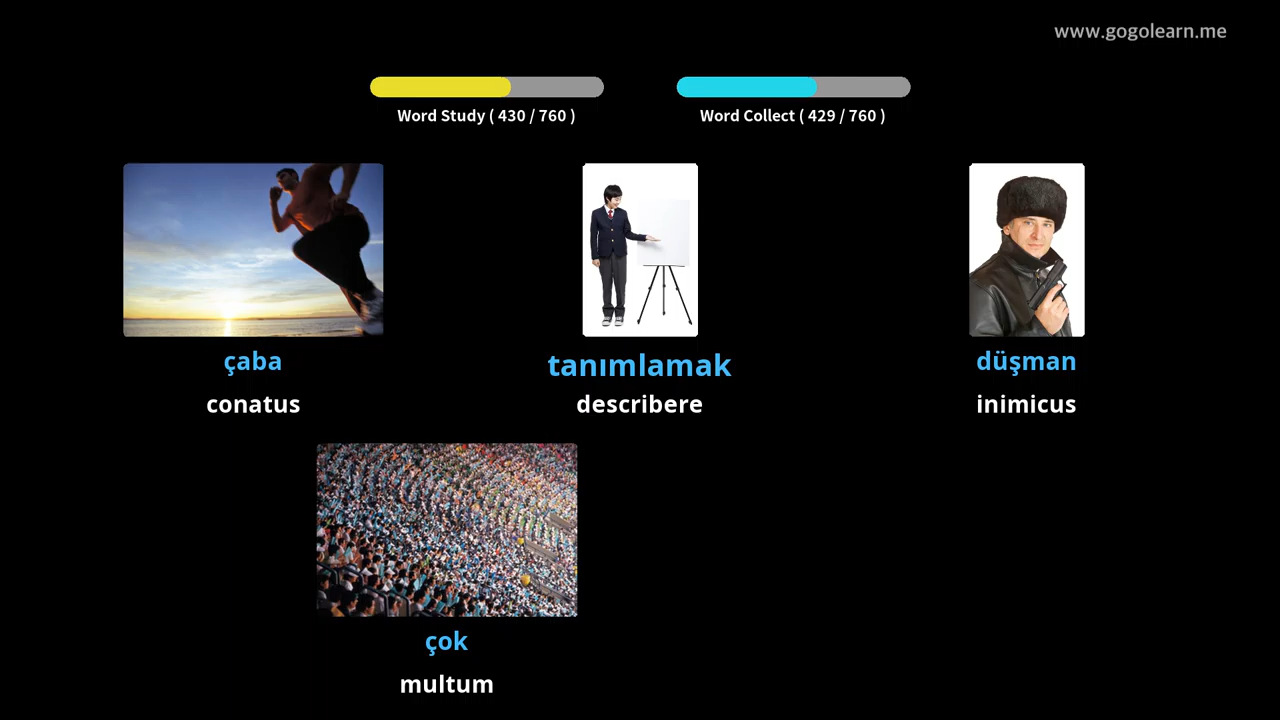 www.gogolearn.me
Word Study ( 430 / 760 )
Word Collect ( 429 / 760 )
çaba
conatus
tanımlamak
describere
düşman
inimicus
çok
multum